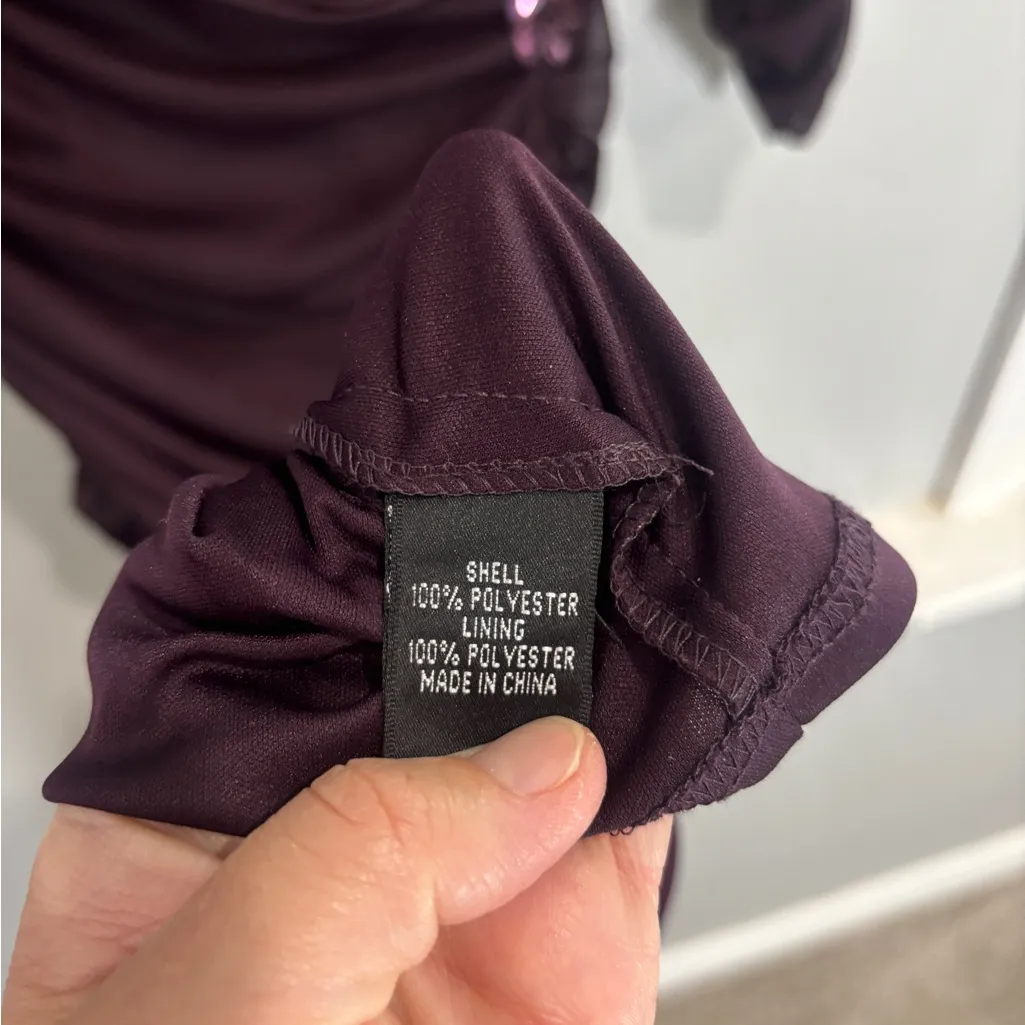 SHELL
100% POLYESTER
LINING
100% POLYESTER
MADE IN CHINA